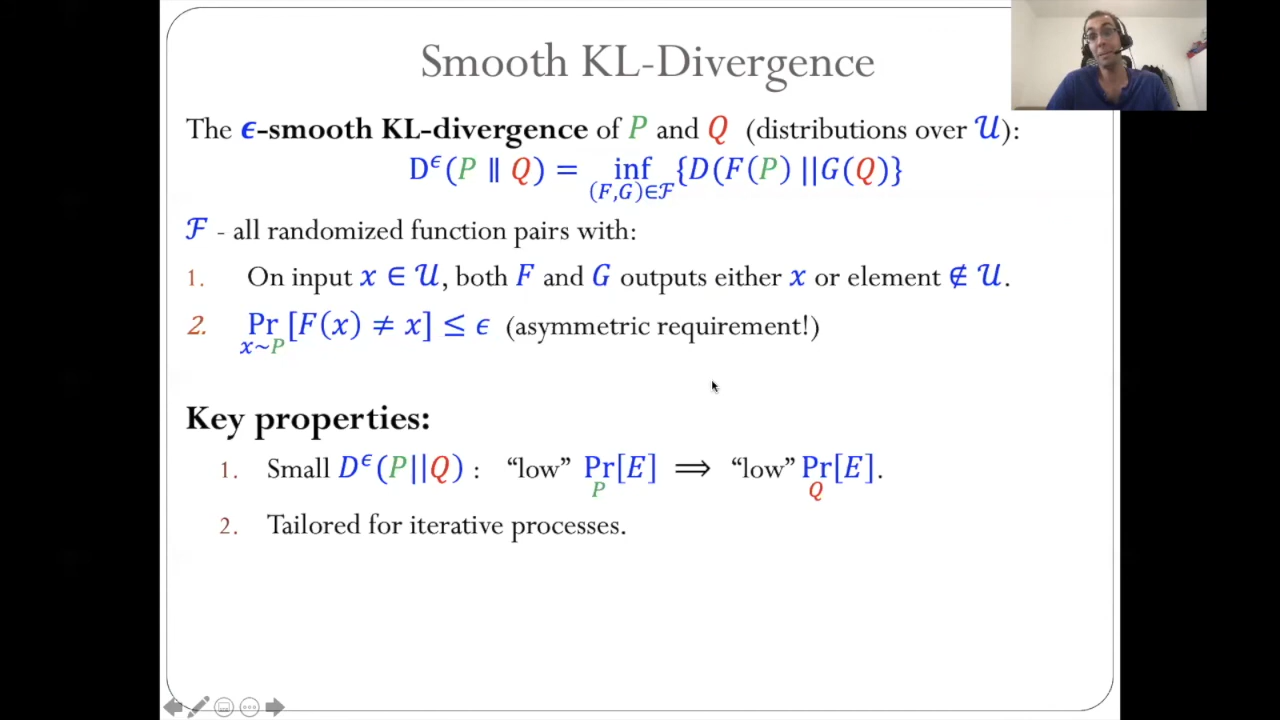 Smooth KL-Divergence
The ϵ-smooth KL-divergence of P and Q (distributions over 𝒰):
D^ϵ(P ∥ Q) = inf_{(F,G)∈ℱ} {D(F(P) ||G(Q)}
ℱ - all randomized function pairs with:
1. On input x ∈ 𝒰, both F and G outputs either x or element ∉ 𝒰.
2. Pr_{x~P} [F(x) ≠ x] ≤ ϵ (asymmetric requirement!)
Key properties:
1. Small D^ϵ(P||Q) : “low” Pr_P[E] ⟹ “low” Pr_Q[E].
2. Tailored for iterative processes.